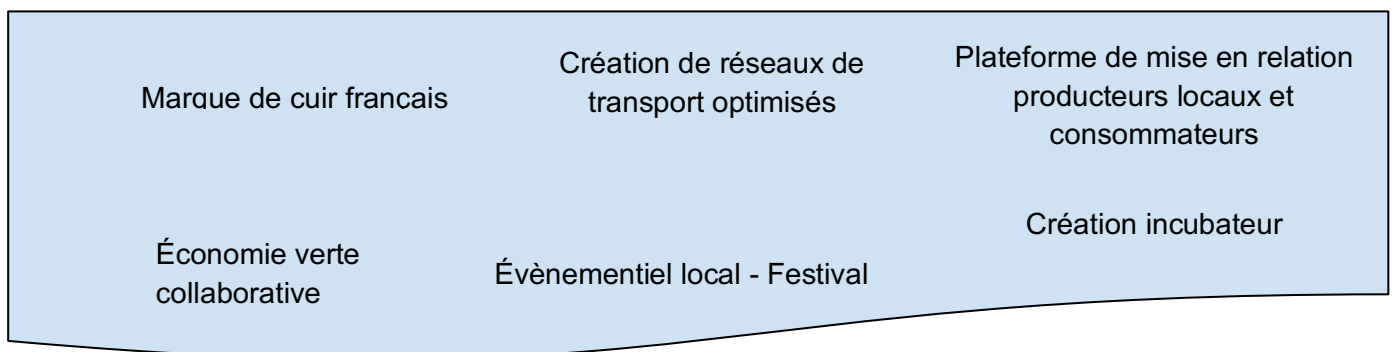 Marque de cuir français
Création de réseaux de
transport optimisés
Plateforme de mise en relation
producteurs locaux et
consommateurs
Économie verte
collaborative
Évènementiel local - Festival
Création incubateur